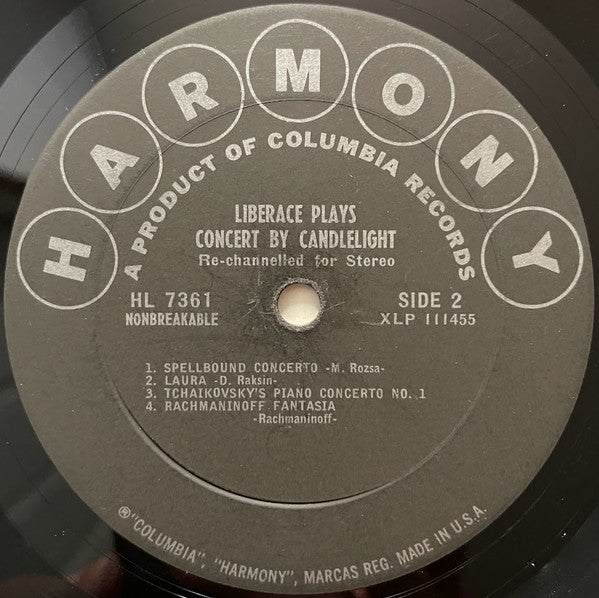 HARMONY
A PRODUCT OF COLUMBIA RECORDS
LIBERACE PLAYS
CONCERT BY CANDLELIGHT
Re-channelled for Stereo
HL 7361 SIDE 2
NONBREAKABLE XLP 111455
1. SPELLBOUND CONCERTO -M. Rozsa-
2. LAURA -D. Raksin-
3. TCHAIKOVSKY'S PIANO CONCERTO NO. 1
4. RACHMANINOFF FANTASIA
-Rachmaninoff-
®"COLUMBIA", "HARMONY", MARCAS REG. MADE IN U.S.A.